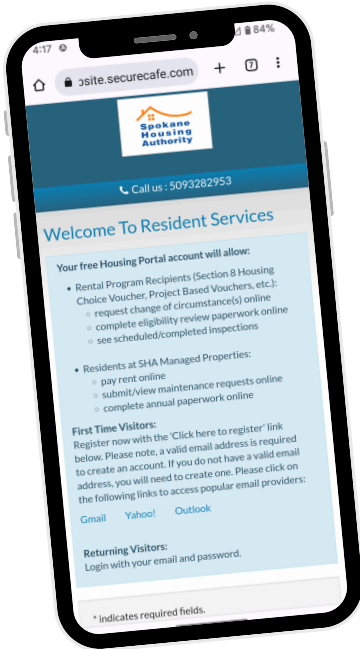 4:17
84%
osite.securecafe.com
7
Spokane
Housing
Authority
Call us : 5093282953
Welcome To Resident Services
Your free Housing Portal account will allow:
• Rental Program Recipients (Section 8 Housing
Choice Voucher, Project Based Vouchers, etc.):
○ request change of circumstance(s) online
○ complete eligibility review paperwork online
○ see scheduled/completed inspections
• Residents at SHA Managed Properties:
○ pay rent online
○ submit/view maintenance requests online
○ complete annual paperwork online
First Time Visitors:
Register now with the 'Click here to register' link
below. Please note, a valid email address is required
to create an account. If you do not have a valid email
address, you will need to create one. Please click on
the following links to access popular email providers:
Gmail Yahoo! Outlook
Returning Visitors:
Login with your email and password.
* indicates required fields.